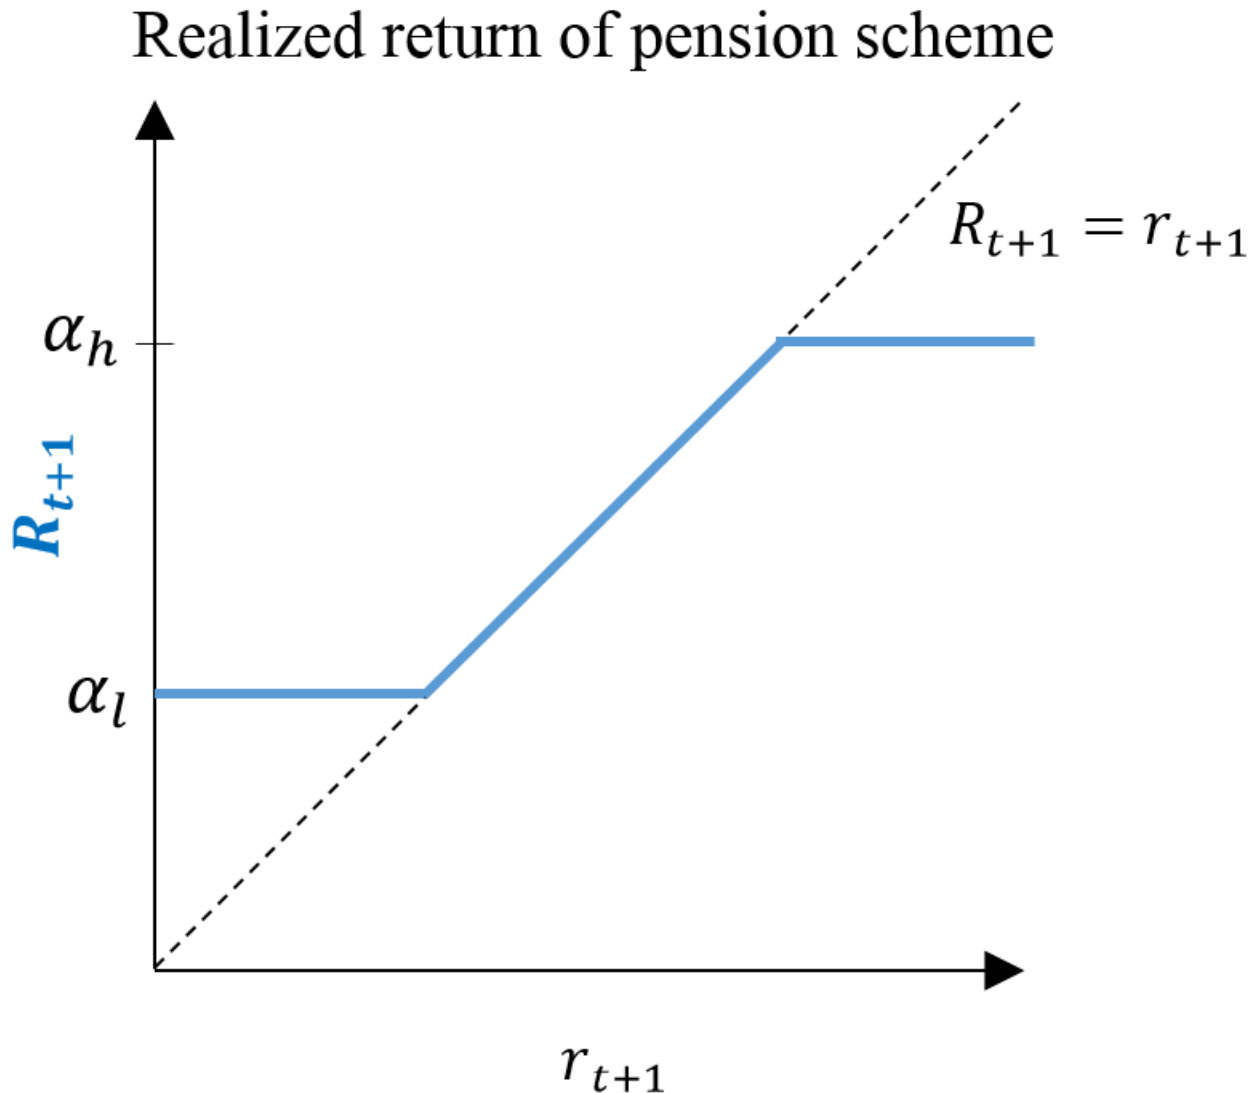 Realized return of pension scheme
R_{t+1} = r_{t+1}
α_h
R_{t+1}
α_l
r_{t+1}